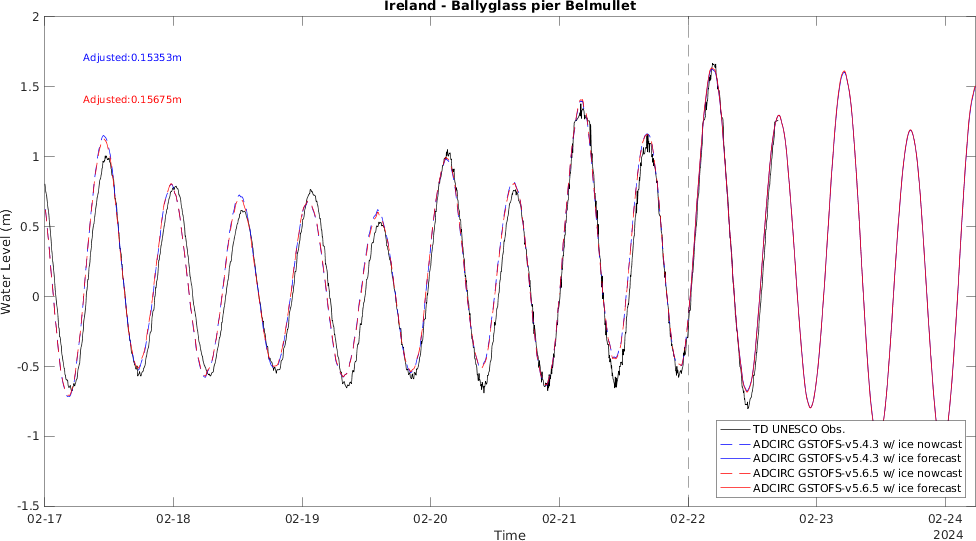 Ireland - Ballyglass pier Belmullet
2
1.5
1
0.5
0
-0.5
-1
-1.5
Water Level (m)
Adjusted:0.15353m
Adjusted:0.15675m
TD UNESCO Obs.
ADCIRC GSTOFS-v5.4.3 w/ ice nowcast
ADCIRC GSTOFS-v5.4.3 w/ ice forecast
ADCIRC GSTOFS-v5.6.5 w/ ice nowcast
ADCIRC GSTOFS-v5.6.5 w/ ice forecast
02-17 02-18 02-19 02-20 02-21 02-22 02-23 02-24
Time
2024